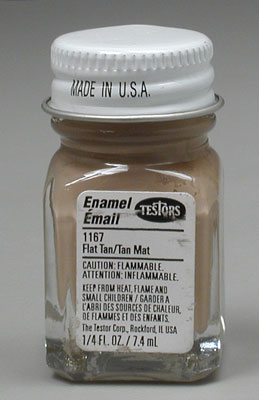 MADE IN U.S.A.
Enamel
Émail
TESTORS
1167
Flat Tan/Tan Mat
CAUTION: FLAMMABLE.
ATTENTION: INFLAMMABLE.
KEEP FROM HEAT, FLAME AND
SMALL CHILDREN / GARDER A
L'ABRI DES SOURCES DE CHALEUR,
DE FLAMMES ET DES ENFANTS.
The Testor Corp., Rockford, IL USA
1/4 FL. OZ. / 7.4 mL